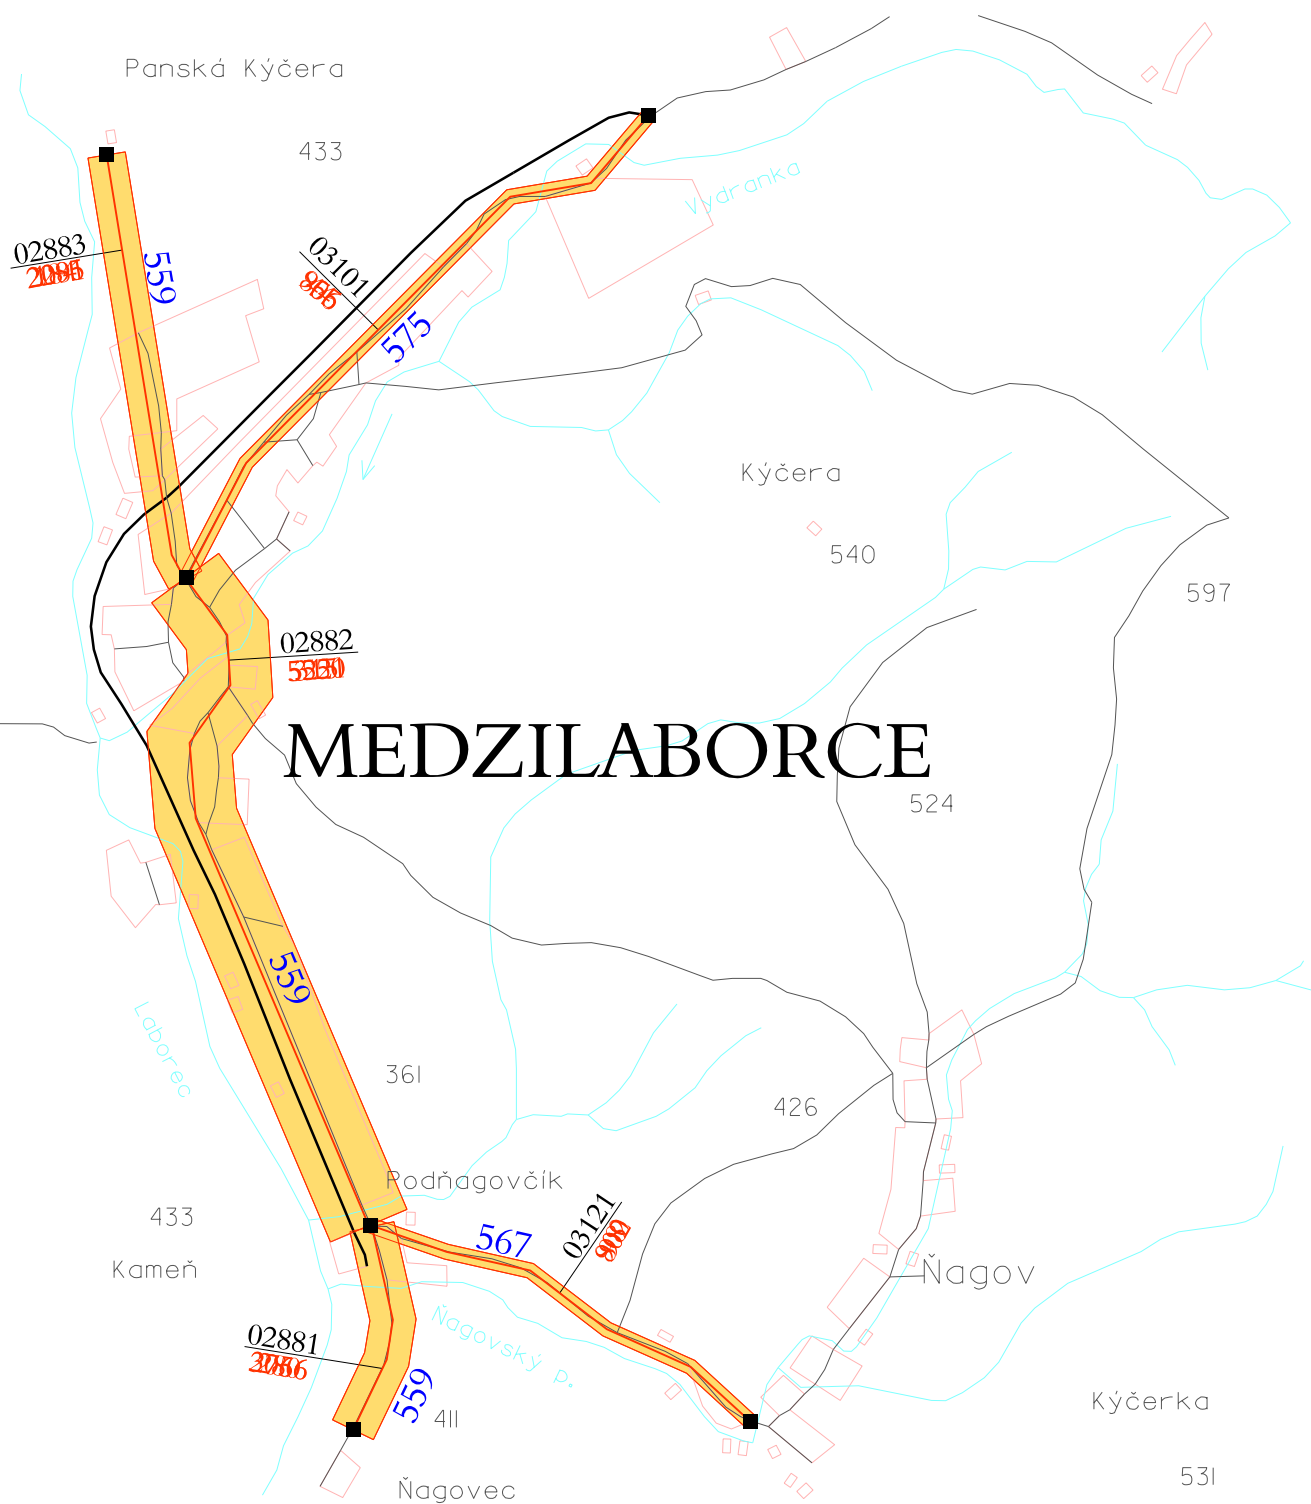 Panská Kýčera
433
Vydranka
02883
559
03101
575
Kýčera
540
597
02882
MEDZILABORCE
524
559
Laborec
361
426
Podňagovčík
433
567
03121
Kameň
Ňagov
Ňagovský p.
02881
559
411
Kýčerka
Ňagovec
531